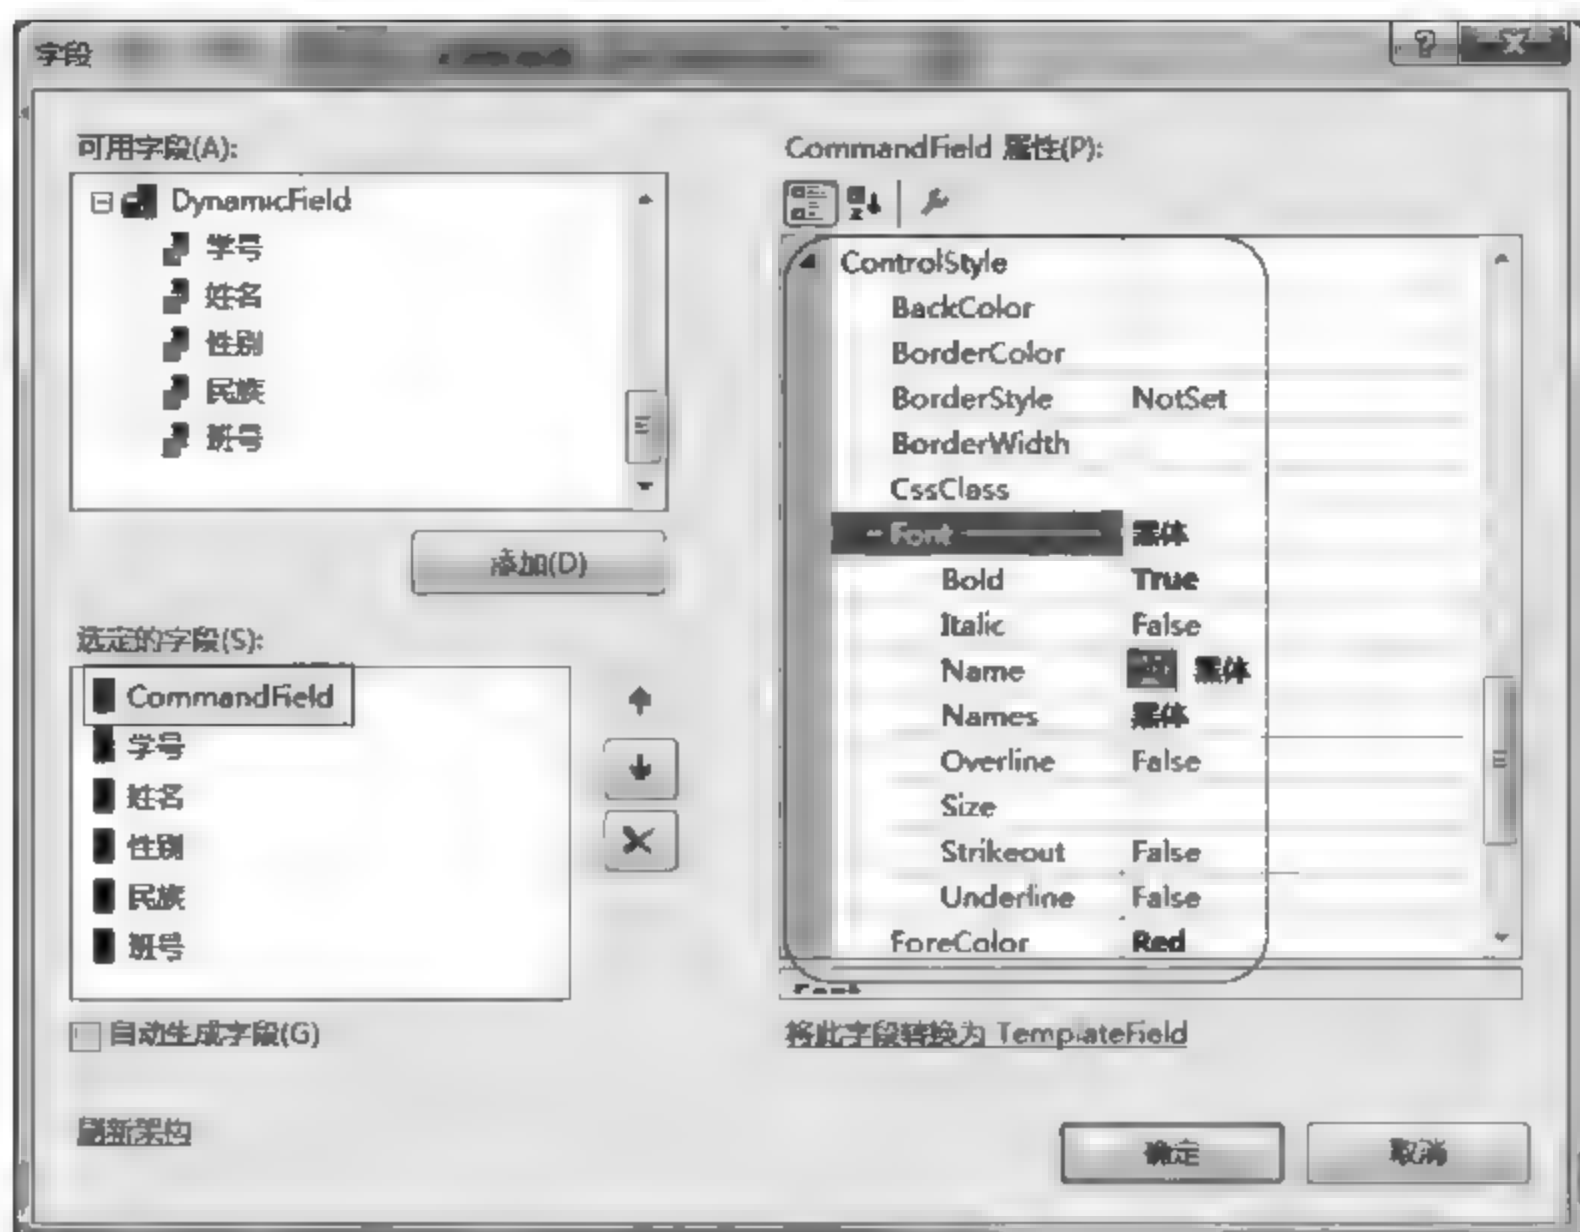 字段
可用字段(A):
DynamicField
学号
姓名
性别
民族
班号
添加(D)
选定的字段(S):
CommandField
学号
姓名
性别
民族
班号
自动生成字段(G)
刷新架构
CommandField 属性(P):
ControlStyle
BackColor
BorderColor
BorderStyle NotSet
BorderWidth
CssClass
Font 黑体
Bold True
Italic False
Name 黑体
Names 黑体
Overline False
Size
Strikeout False
Underline False
ForeColor Red
将此字段转换为 TemplateField
确定
取消